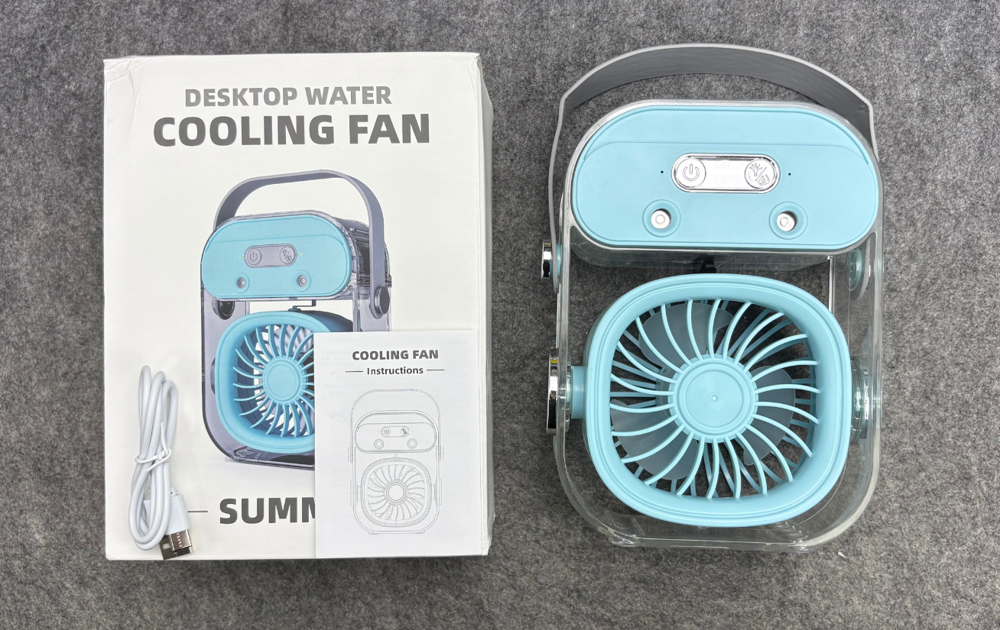 DESKTOP WATER
COOLING FAN
SUMM
COOLING FAN
Instructions